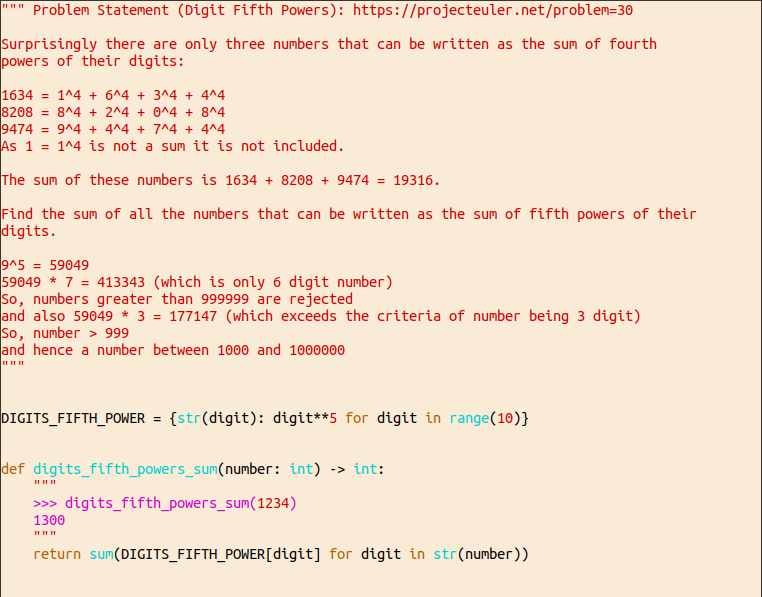 """ Problem Statement (Digit Fifth Powers): https://projecteuler.net/problem=30
Surprisingly there are only three numbers that can be written as the sum of fourth
powers of their digits:
1634 = 1^4 + 6^4 + 3^4 + 4^4
8208 = 8^4 + 2^4 + 0^4 + 8^4
9474 = 9^4 + 4^4 + 7^4 + 4^4
As 1 = 1^4 is not a sum it is not included.
The sum of these numbers is 1634 + 8208 + 9474 = 19316.
Find the sum of all the numbers that can be written as the sum of fifth powers of their
digits.
9^5 = 59049
59049 * 7 = 413343 (which is only 6 digit number)
So, numbers greater than 999999 are rejected
and also 59049 * 3 = 177147 (which exceeds the criteria of number being 3 digit)
So, number > 999
and hence a number between 1000 and 1000000
"""
DIGITS_FIFTH_POWER = {str(digit): digit**5 for digit in range(10)}
def digits_fifth_powers_sum(number: int) -> int:
    """
    >>> digits_fifth_powers_sum(1234)
    1300
    """
    return sum(DIGITS_FIFTH_POWER[digit] for digit in str(number))